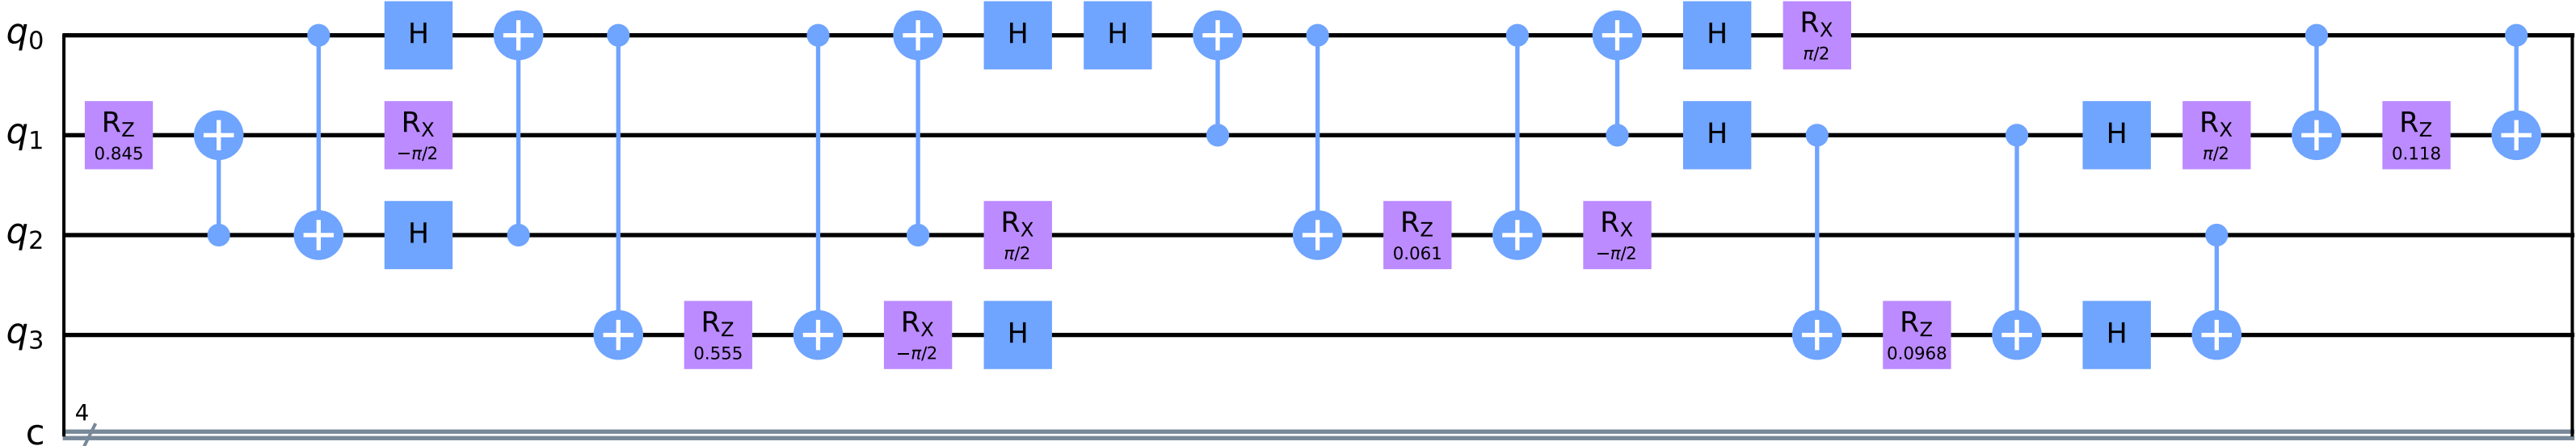 q0 H H H H RX π/2
q1 RZ 0.845 RX −π/2 H H RX π/2 RZ 0.118
q2 H RX π/2 RZ 0.061 RX −π/2
q3 RZ 0.555 RX −π/2 H RZ 0.0968 H
4
c